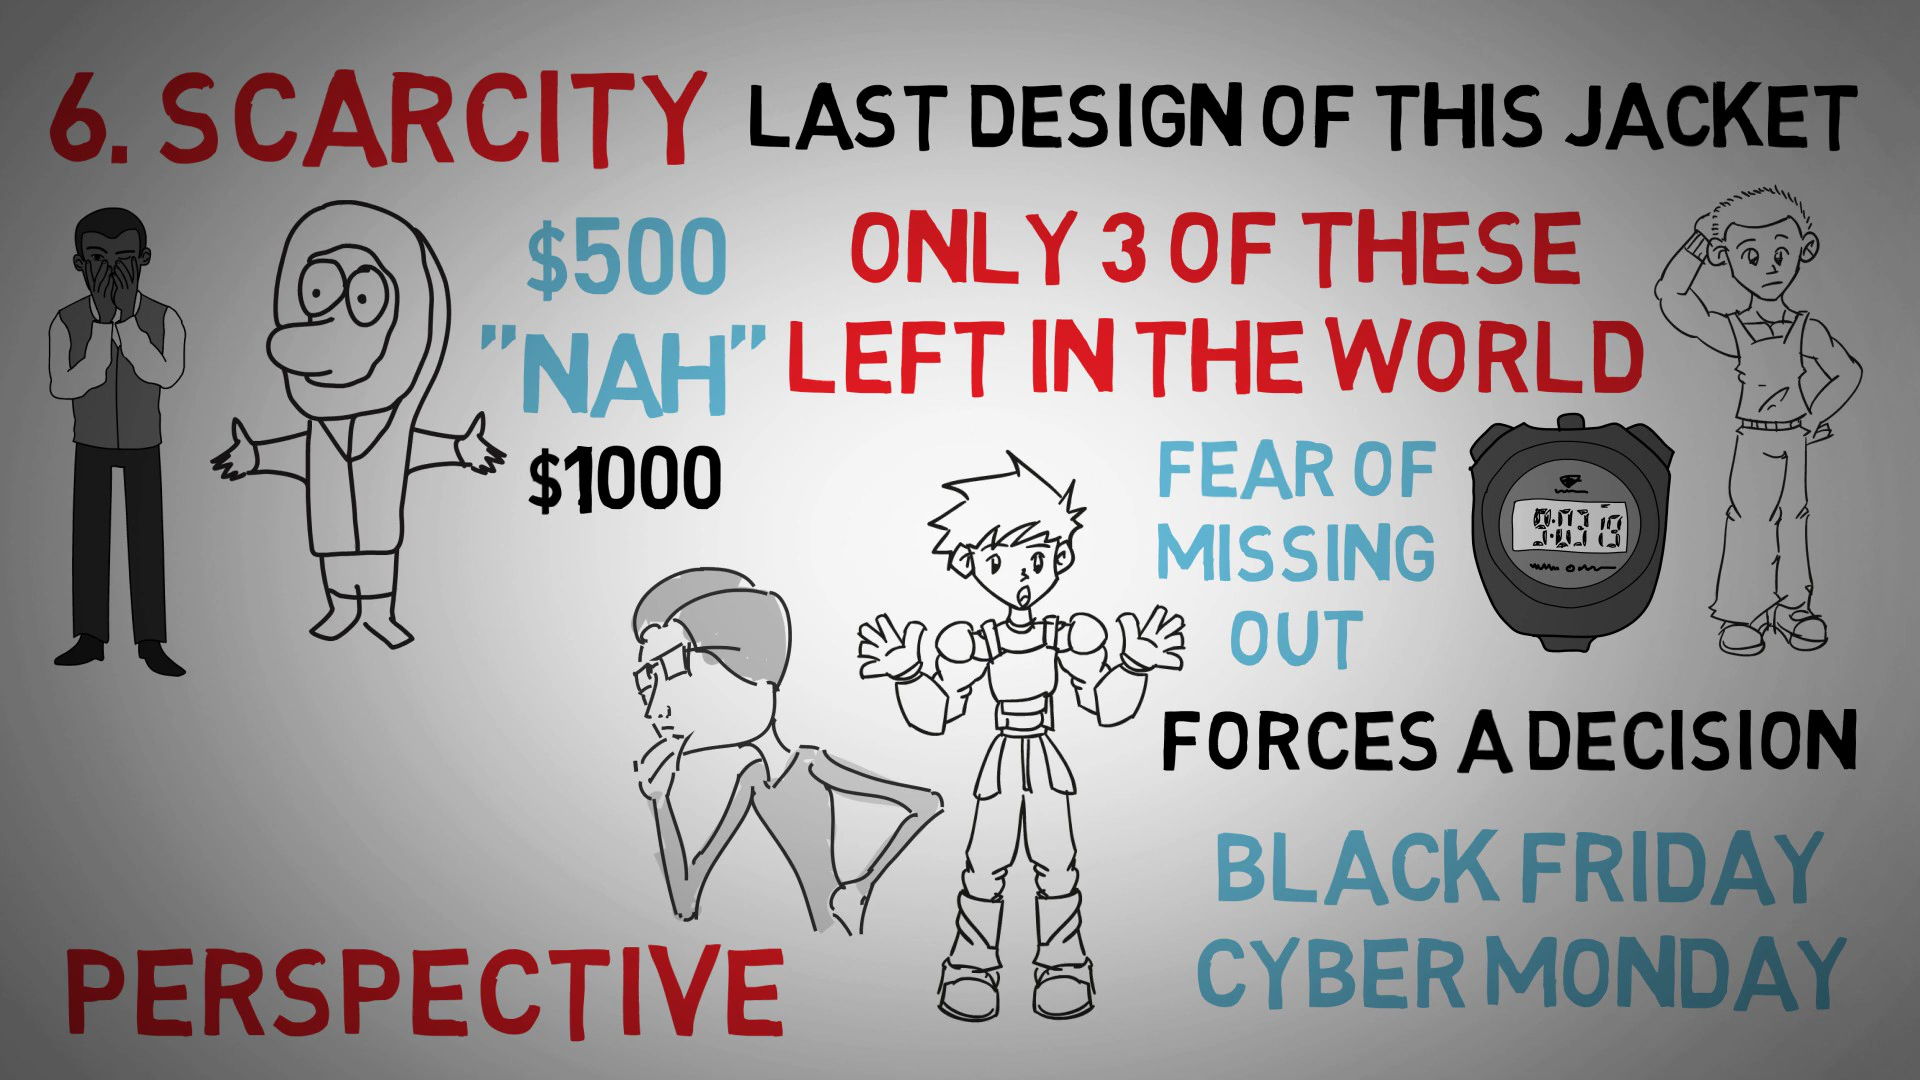 6. SCARCITY
LAST DESIGN OF THIS JACKET
$500
"NAH"
$1000
ONLY 3 OF THESE
LEFT IN THE WORLD
FEAR OF
MISSING
OUT
FORCES A DECISION
BLACK FRIDAY
CYBER MONDAY
PERSPECTIVE